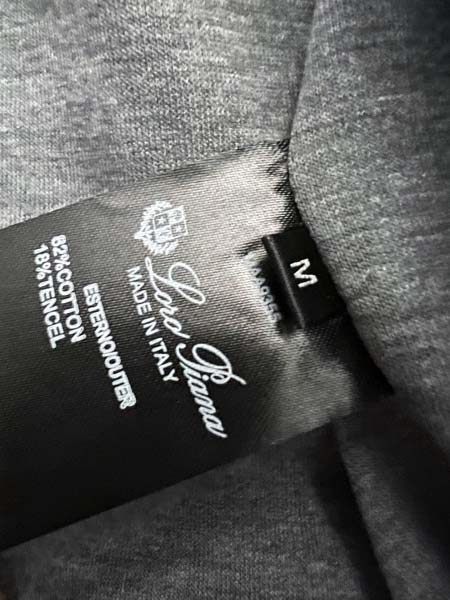 Loro Piana
MADE IN ITALY
ESTERNO/OUTER
82%COTTON
18%TENCEL
M